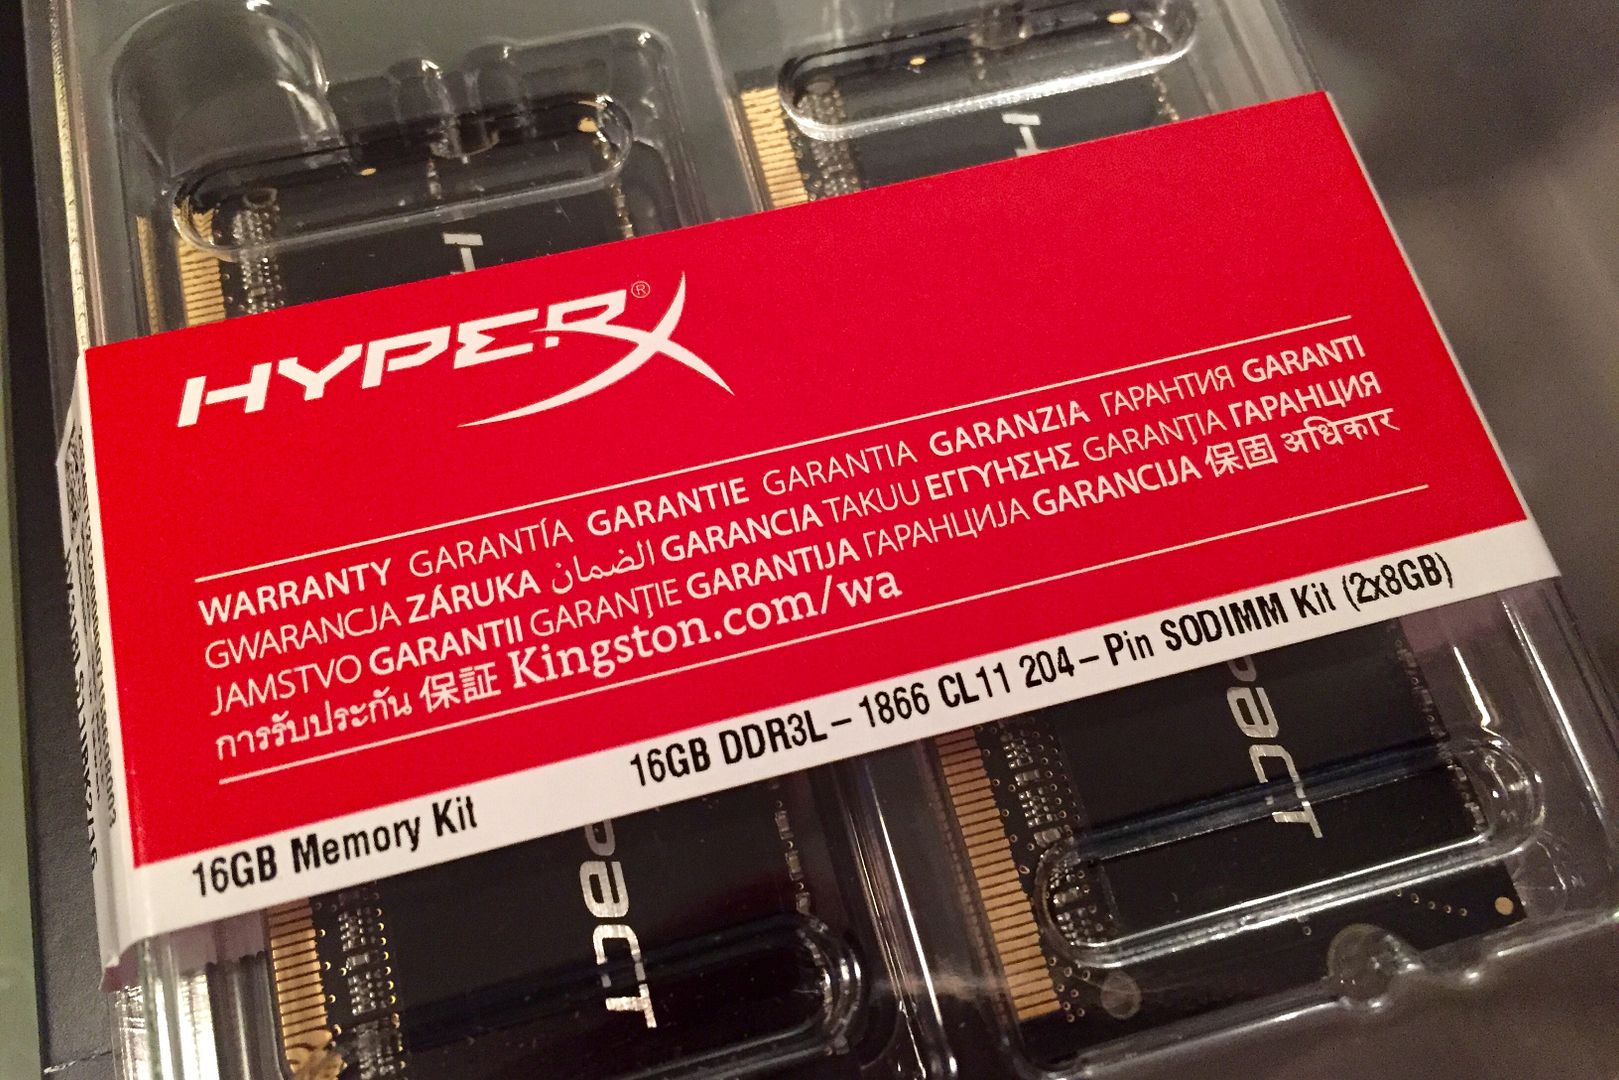 HYPERX®
WARRANTY GARANTÍA GARANTIE GARANTIA GARANZIA ГАРАНТИЯ GARANTI
GWARANCJA ZÁRUKA الضمان GARANCIA TAKUU ΕΓΓΥΗΣΗΣ GARANŢIA ГАРАНЦИЯ
JAMSTVO GARANTII GARANŢIE GARANTIJA ГАРАНЦИЈА GARANCIJA 保固 अधिकार
การรับประกัน 保証 Kingston.com/wa
16GB Memory Kit 16GB DDR3L – 1866 CL11 204 – Pin SODIMM Kit (2x8GB)